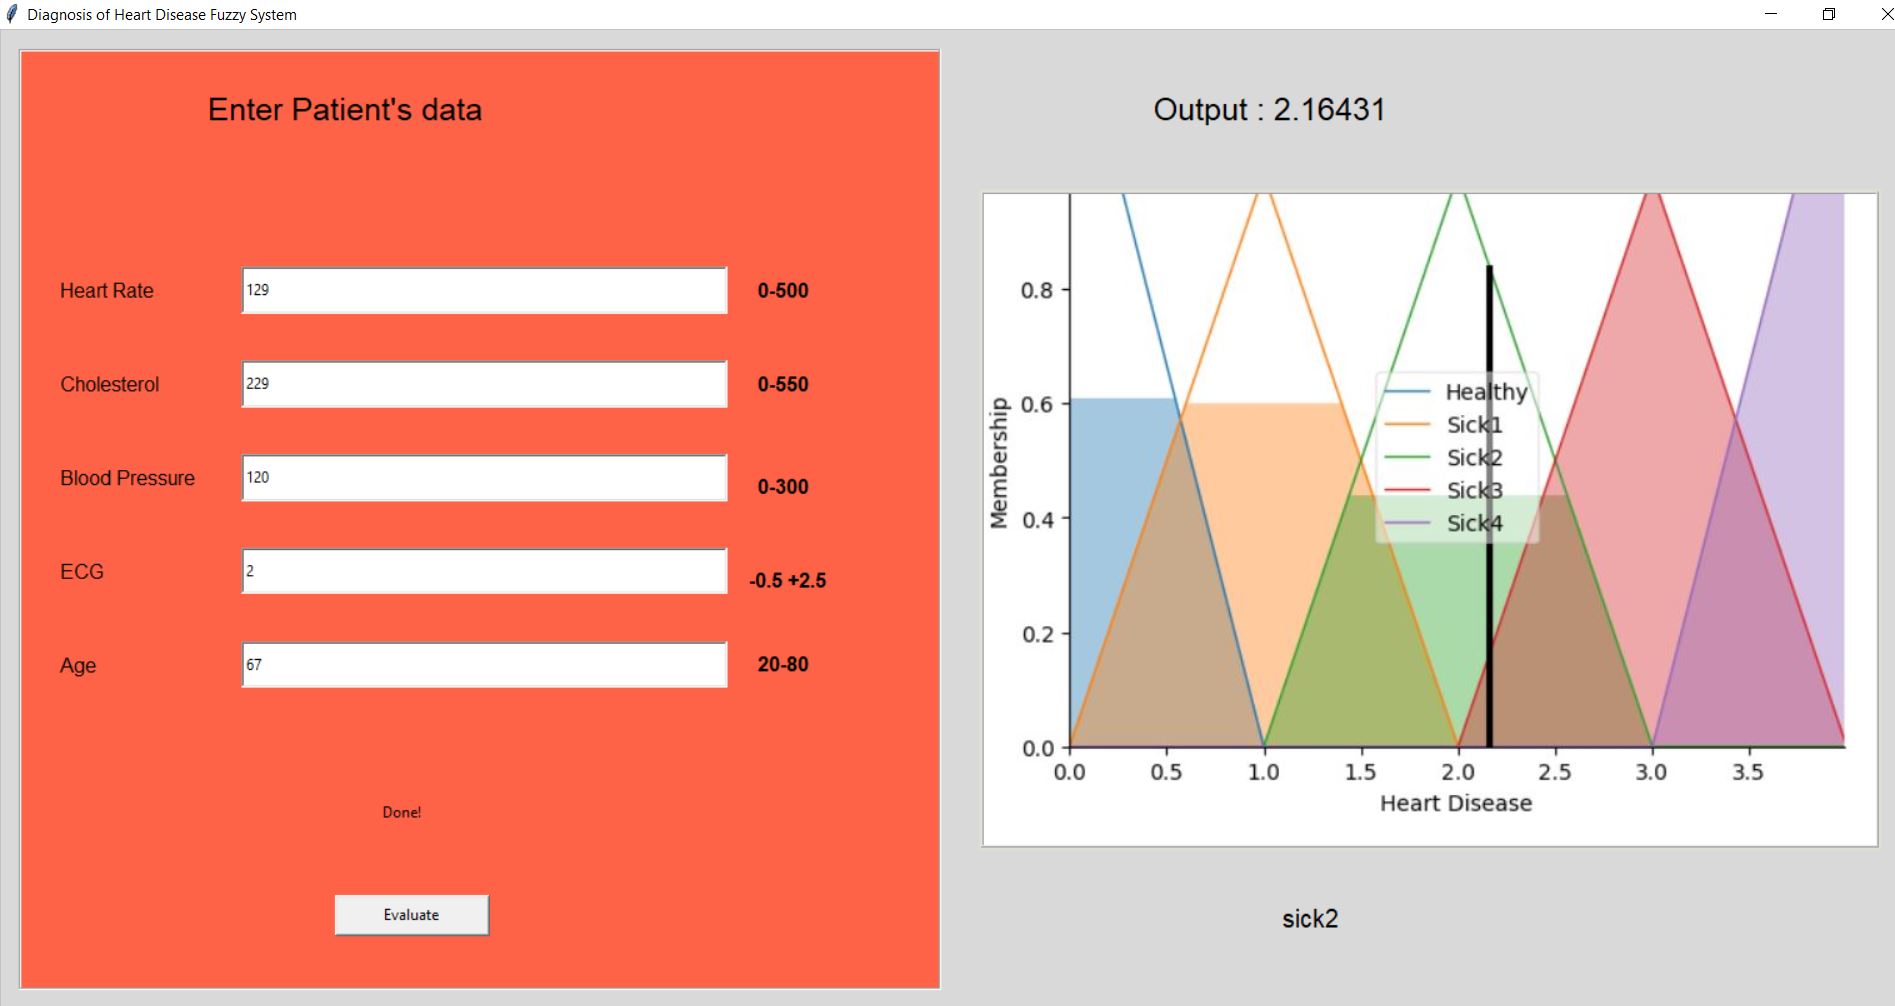 Diagnosis of Heart Disease Fuzzy System
Enter Patient's data
Heart Rate 129 0-500
Cholesterol 229 0-550
Blood Pressure 120 0-300
ECG 2 -0.5 +2.5
Age 67 20-80
Done!
Evaluate
Output : 2.16431
Membership
0.8
0.6
0.4
0.2
0.0
Healthy
Sick1
Sick2
Sick3
Sick4
0.0 0.5 1.0 1.5 2.0 2.5 3.0 3.5
Heart Disease
sick2